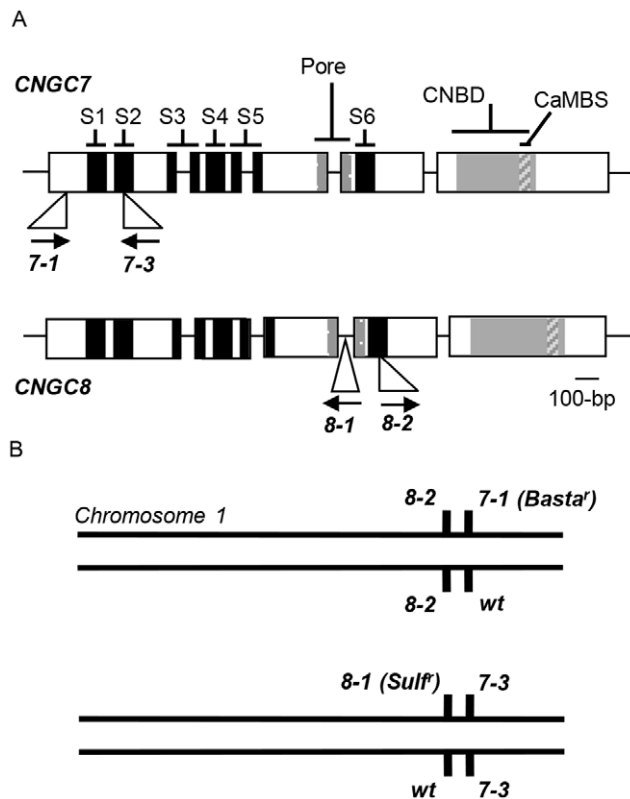 A
Pore
CNGC7
CNBD
CaMBS
S1 S2 S3 S4 S5 S6
7-1 7-3
CNGC8
8-1 8-2
100-bp
B
8-2 7-1 (Bastaʳ)
Chromosome 1
8-2 wt
8-1 (Sulfʳ) 7-3
wt 7-3